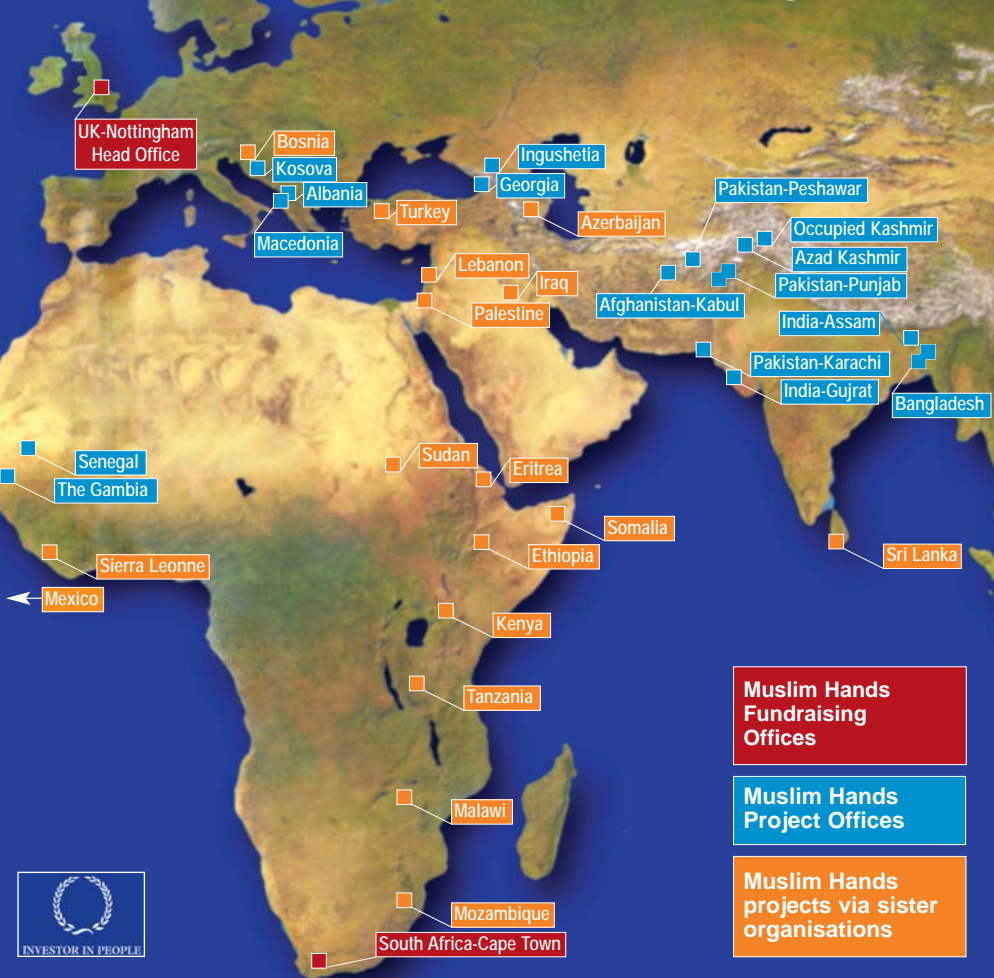 UK-Nottingham
Head Office
Bosnia
Kosova
Albania
Macedonia
Turkey
Ingushetia
Georgia
Azerbaijan
Pakistan-Peshawar
Occupied Kashmir
Azad Kashmir
Pakistan-Punjab
Afghanistan-Kabul
Lebanon
Iraq
Palestine
India-Assam
Pakistan-Karachi
India-Gujrat
Bangladesh
Senegal
The Gambia
Sudan
Eritrea
Somalia
Ethiopia
Sierra Leonne
Sri Lanka
Mexico
Kenya
Tanzania
Malawi
Mozambique
South Africa-Cape Town
Muslim Hands
Fundraising
Offices
Muslim Hands
Project Offices
Muslim Hands
projects via sister
organisations
INVESTOR IN PEOPLE